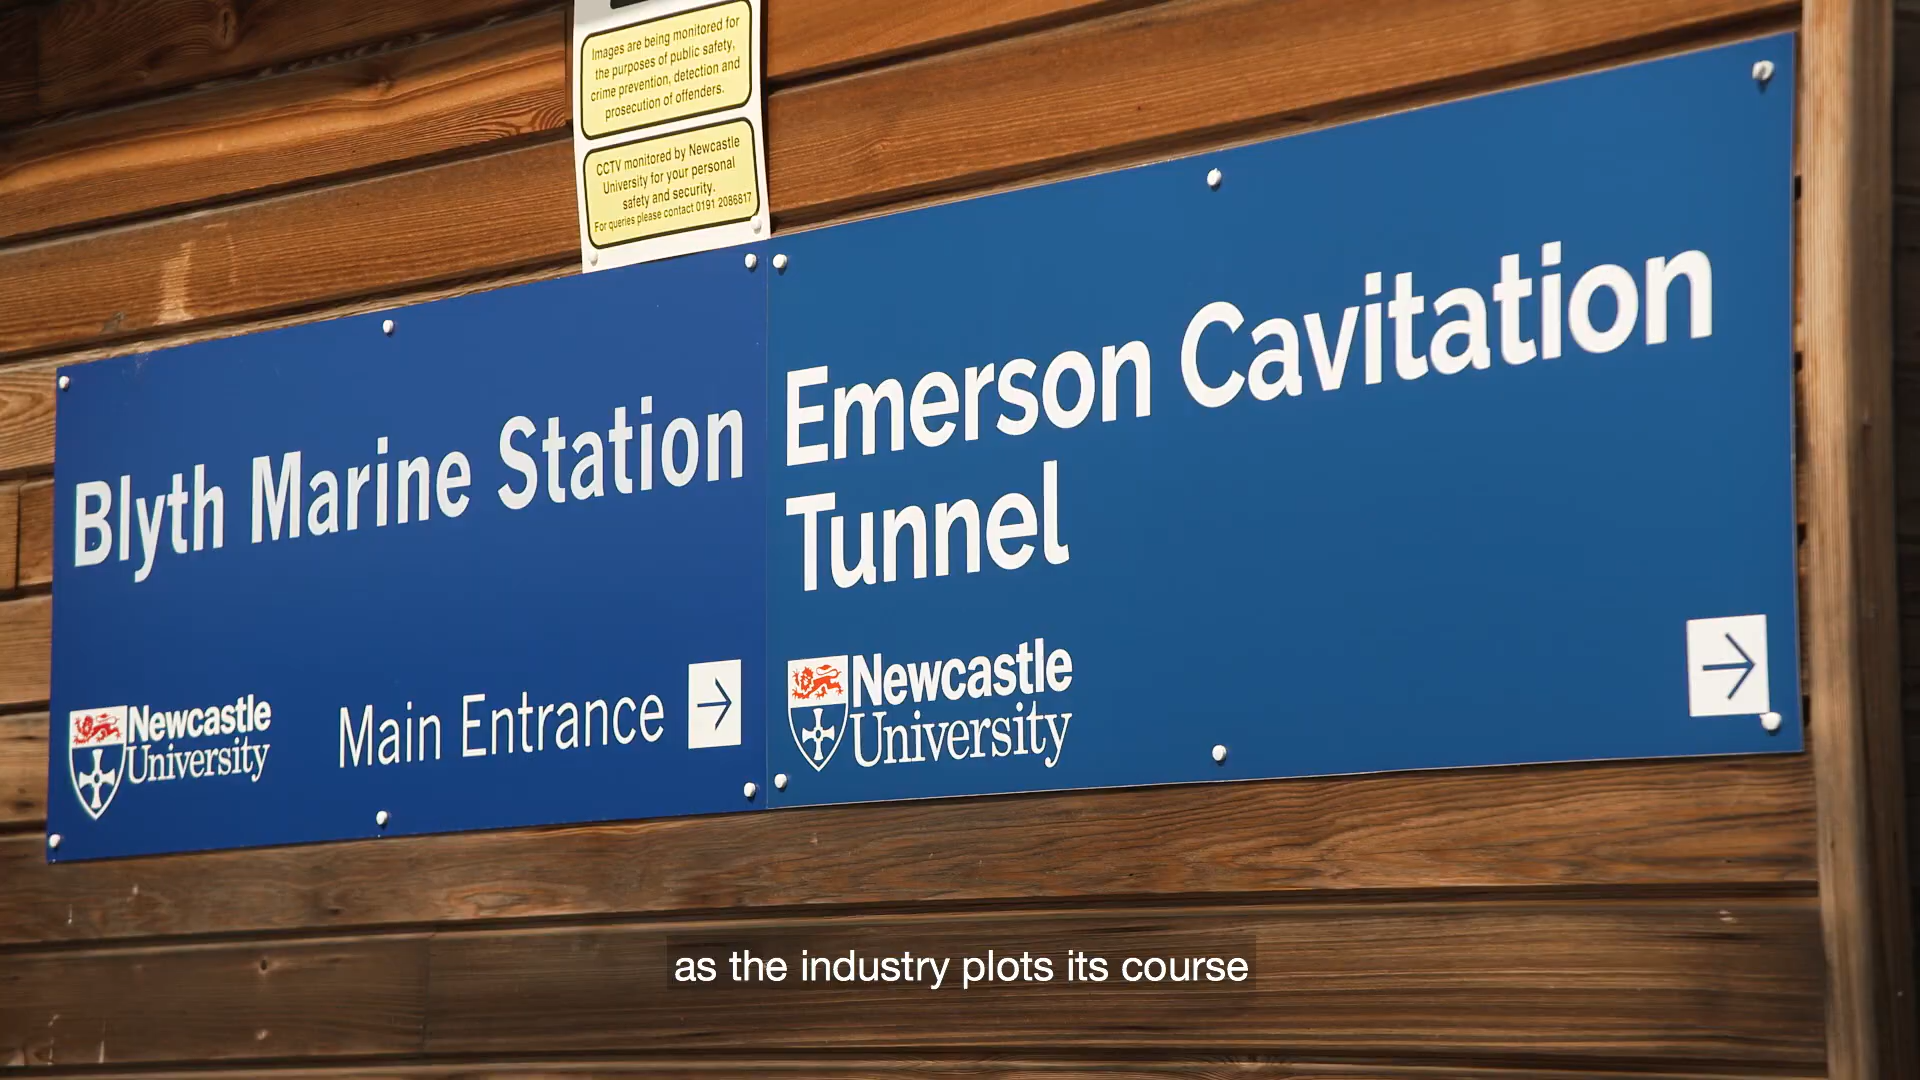 Images are being monitored for
the purposes of public safety,
crime prevention, detection and
prosecution of offenders.
CCTV monitored by Newcastle
University for your personal
safety and security.
For queries please contact 0191 2086817
Blyth Marine Station
Newcastle
University
Main Entrance
Emerson Cavitation
Tunnel
Newcastle
University
as the industry plots its course